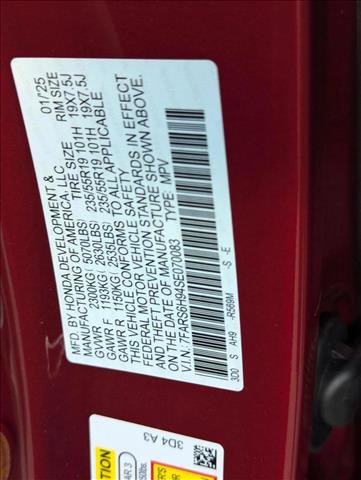 MFD. BY HONDA DEVELOPMENT & 01/25
MANUFACTURING OF AMERICA, LLC
TIRE SIZE RIM SIZE
GVWR 2300KG (5070LBS)
GAWR F 1193KG (2630LBS) 235/55R19 101H 19X7.5J
GAWR R 1150KG (2535LBS) 235/55R19 101H 19X7.5J
THIS VEHICLE CONFORMS TO ALL APPLICABLE
FEDERAL MOTOR VEHICLE SAFETY
AND THEFT PREVENTION STANDARDS IN EFFECT
ON THE DATE OF MANUFACTURE SHOWN ABOVE.
V.I.N. 7FARS6H94SE070083 TYPE: MPV
3D0 S AH9 -R569M -S -E
3D4 A3